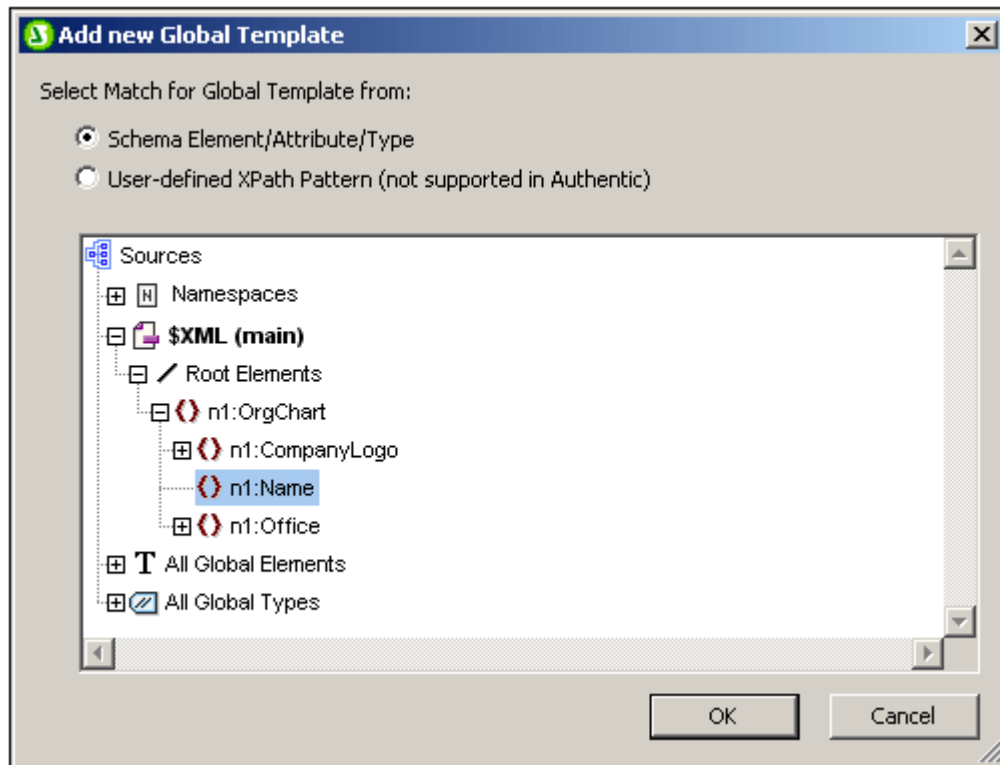 Add new Global Template
Select Match for Global Template from:
Schema Element/Attribute/Type
User-defined XPath Pattern (not supported in Authentic)
Sources
N Namespaces
$XML (main)
Root Elements
n1:OrgChart
n1:CompanyLogo
n1:Name
n1:Office
T All Global Elements
All Global Types
OK Cancel